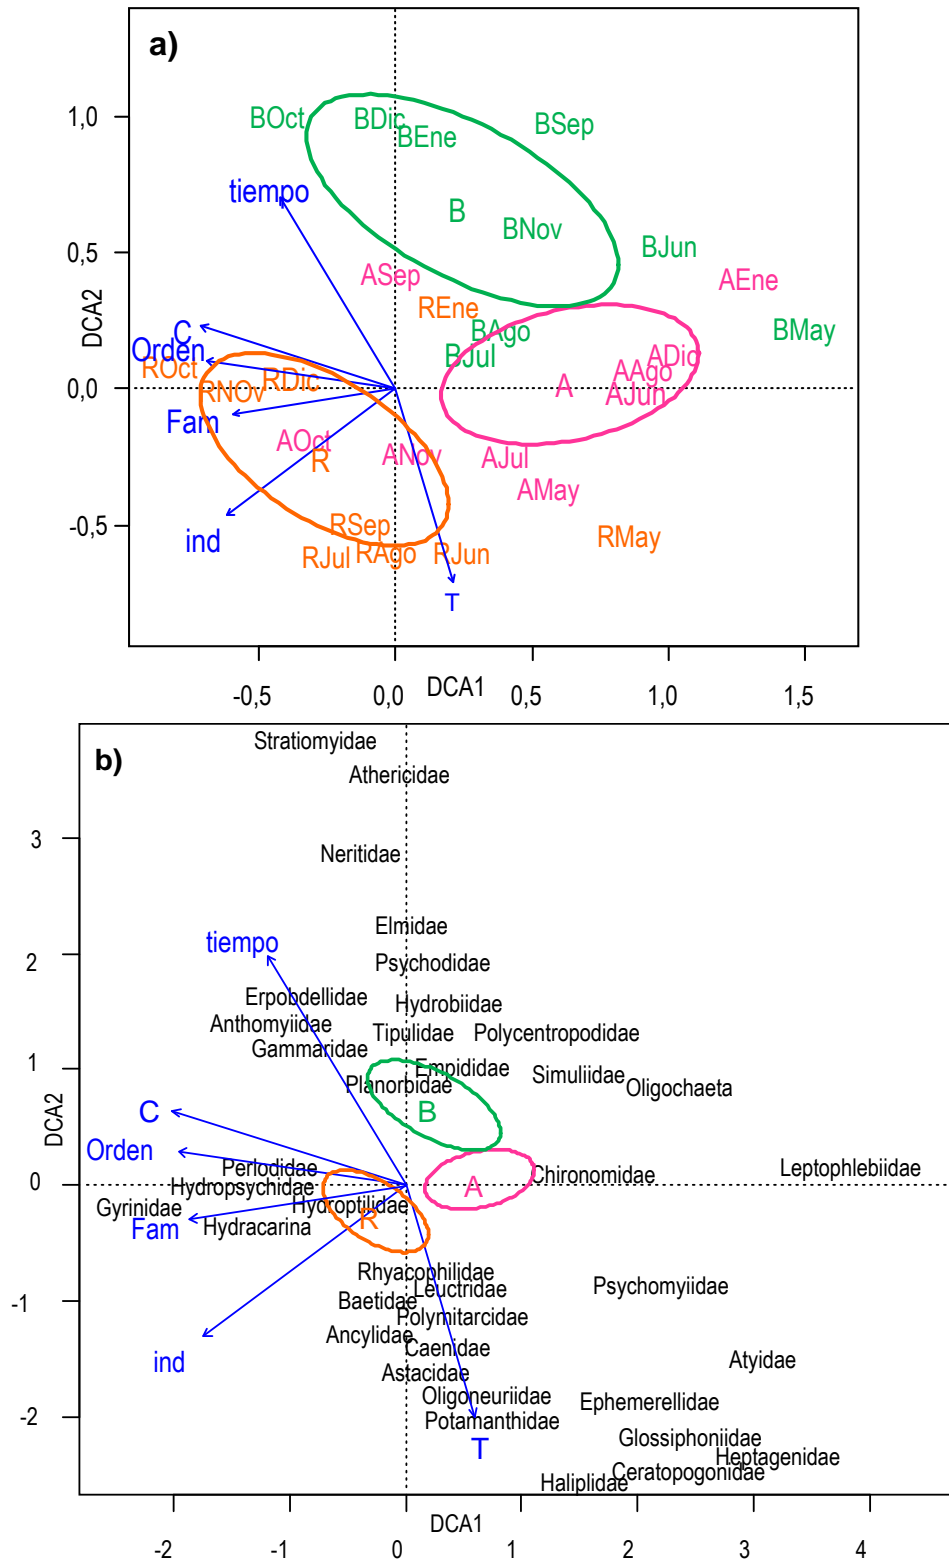 a)
1,0
BOct
BDic
BEne
BSep
tiempo
B
BNov
0,5
BJun
ASep
AEne
REne
DCA2
C
BAgo
BMay
Orden
BJul
ADic
ROct
RDic
AAgo
0,0
RNOv
A
AJun
Fam
AOct
R
ANov
AJul
AMay
-0,5
ind
RSep
RMay
RJul
RAgo
RJun
T
-0,5
0,0
DCA1
0,5
1,0
1,5
b)
Stratiomyidae
Athericidae
3
Neritidae
Elmidae
tiempo
2
Psychodidae
Erpobdellidae
Hydrobiidae
Anthomyiidae
Tipulidae
Polycentropodidae
Gammaridae
1
Empididae
Simuliidae
Planorbidae
Oligochaeta
DCA2
C
B
Orden
Perlodidae
Chironomidae
Leptophlebiidae
0
Hydropsychidae
A
Gyrinidae
Hydroptilidae
Fam
Hydracarina
R
Rhyacophilidae
Leuctridae
Psychomyiidae
-1
Baetidae
Polymitarcidae
Ancylidae
Caenidae
ind
Astacidae
Atyidae
Oligoneuriidae
Ephemerellidae
-2
Potamanthidae
T
Glossiphoniidae
Heptagenidae
Ceratopogonidae
Haliplidae
DCA1
-2
-1
0
1
2
3
4